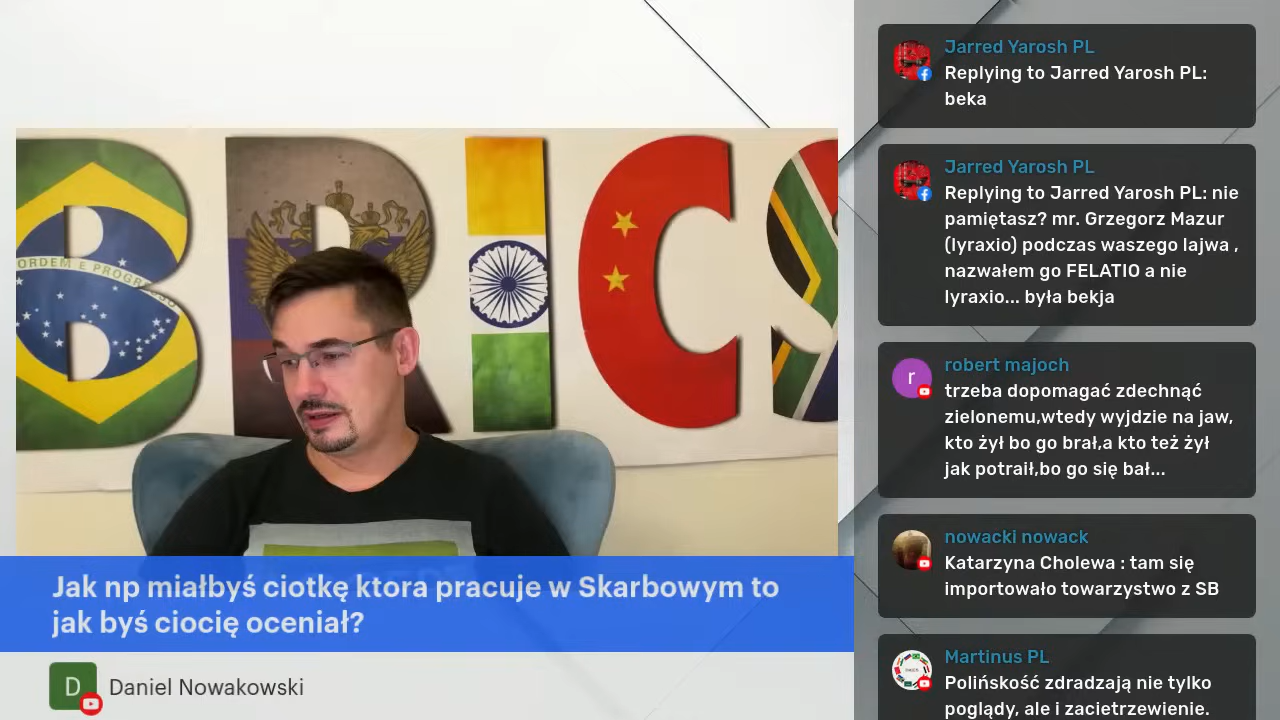 BRICS
ORDEM E PROGRESSO
Jak np miałbyś ciotkę ktora pracuje w Skarbowym to
jak byś ciocię oceniał?
D
Daniel Nowakowski
Jarred Yarosh PL
Replying to Jarred Yarosh PL:
beka
Jarred Yarosh PL
Replying to Jarred Yarosh PL: nie
pamiętasz? mr. Grzegorz Mazur
(lyraxio) podczas waszego lajwa ,
nazwałem go FELATIO a nie
lyraxio... była bekja
r
robert majoch
trzeba dopomagać zdechnąć
zielonemu,wtedy wyjdzie na jaw,
kto żył bo go brał,a kto też żył
jak potraił,bo go się bał...
nowacki nowack
Katarzyna Cholewa : tam się
importowało towarzystwo z SB
Martinus PL
Polińskość zdradzają nie tylko
poglądy, ale i zacietrzewienie.